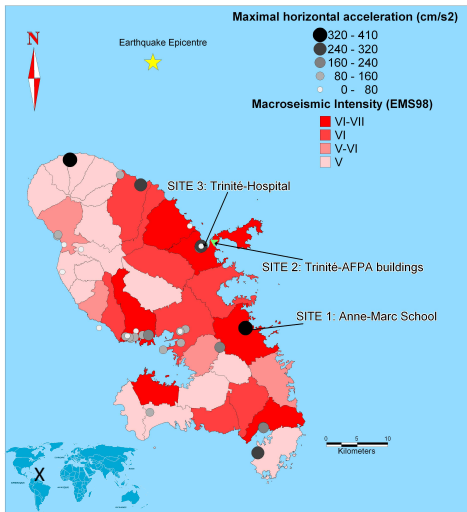 Maximal horizontal acceleration (cm/s2)
320 - 410
240 - 320
160 - 240
80 - 160
0 - 80
Macroseismic Intensity (EMS98)
VI-VII
VI
V-VI
V
N
Earthquake Epicentre
SITE 3: Trinité-Hospital
SITE 2: Trinité-AFPA buildings
SITE 1: Anne-Marc School
0 5 10
Kilometers
X